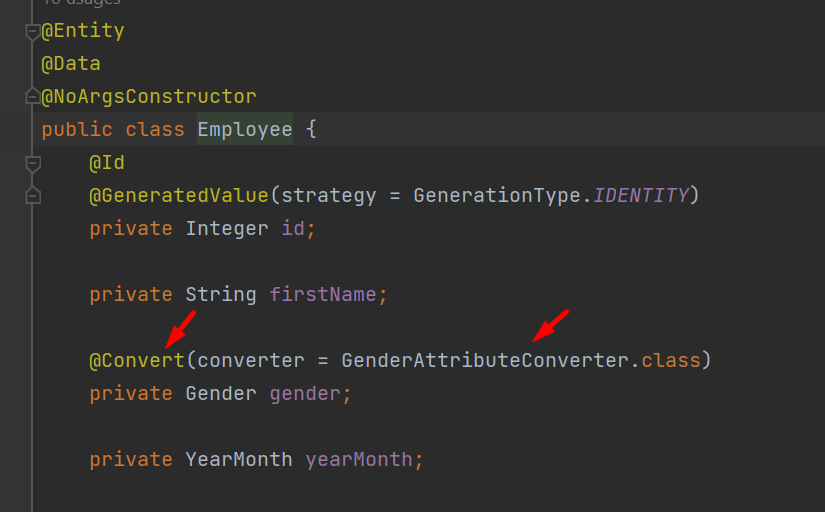 10 usages
@Entity
@Data
@NoArgsConstructor
public class Employee {
@Id
@GeneratedValue(strategy = GenerationType.IDENTITY)
private Integer id;
private String firstName;
@Convert(converter = GenderAttributeConverter.class)
private Gender gender;
private YearMonth yearMonth;